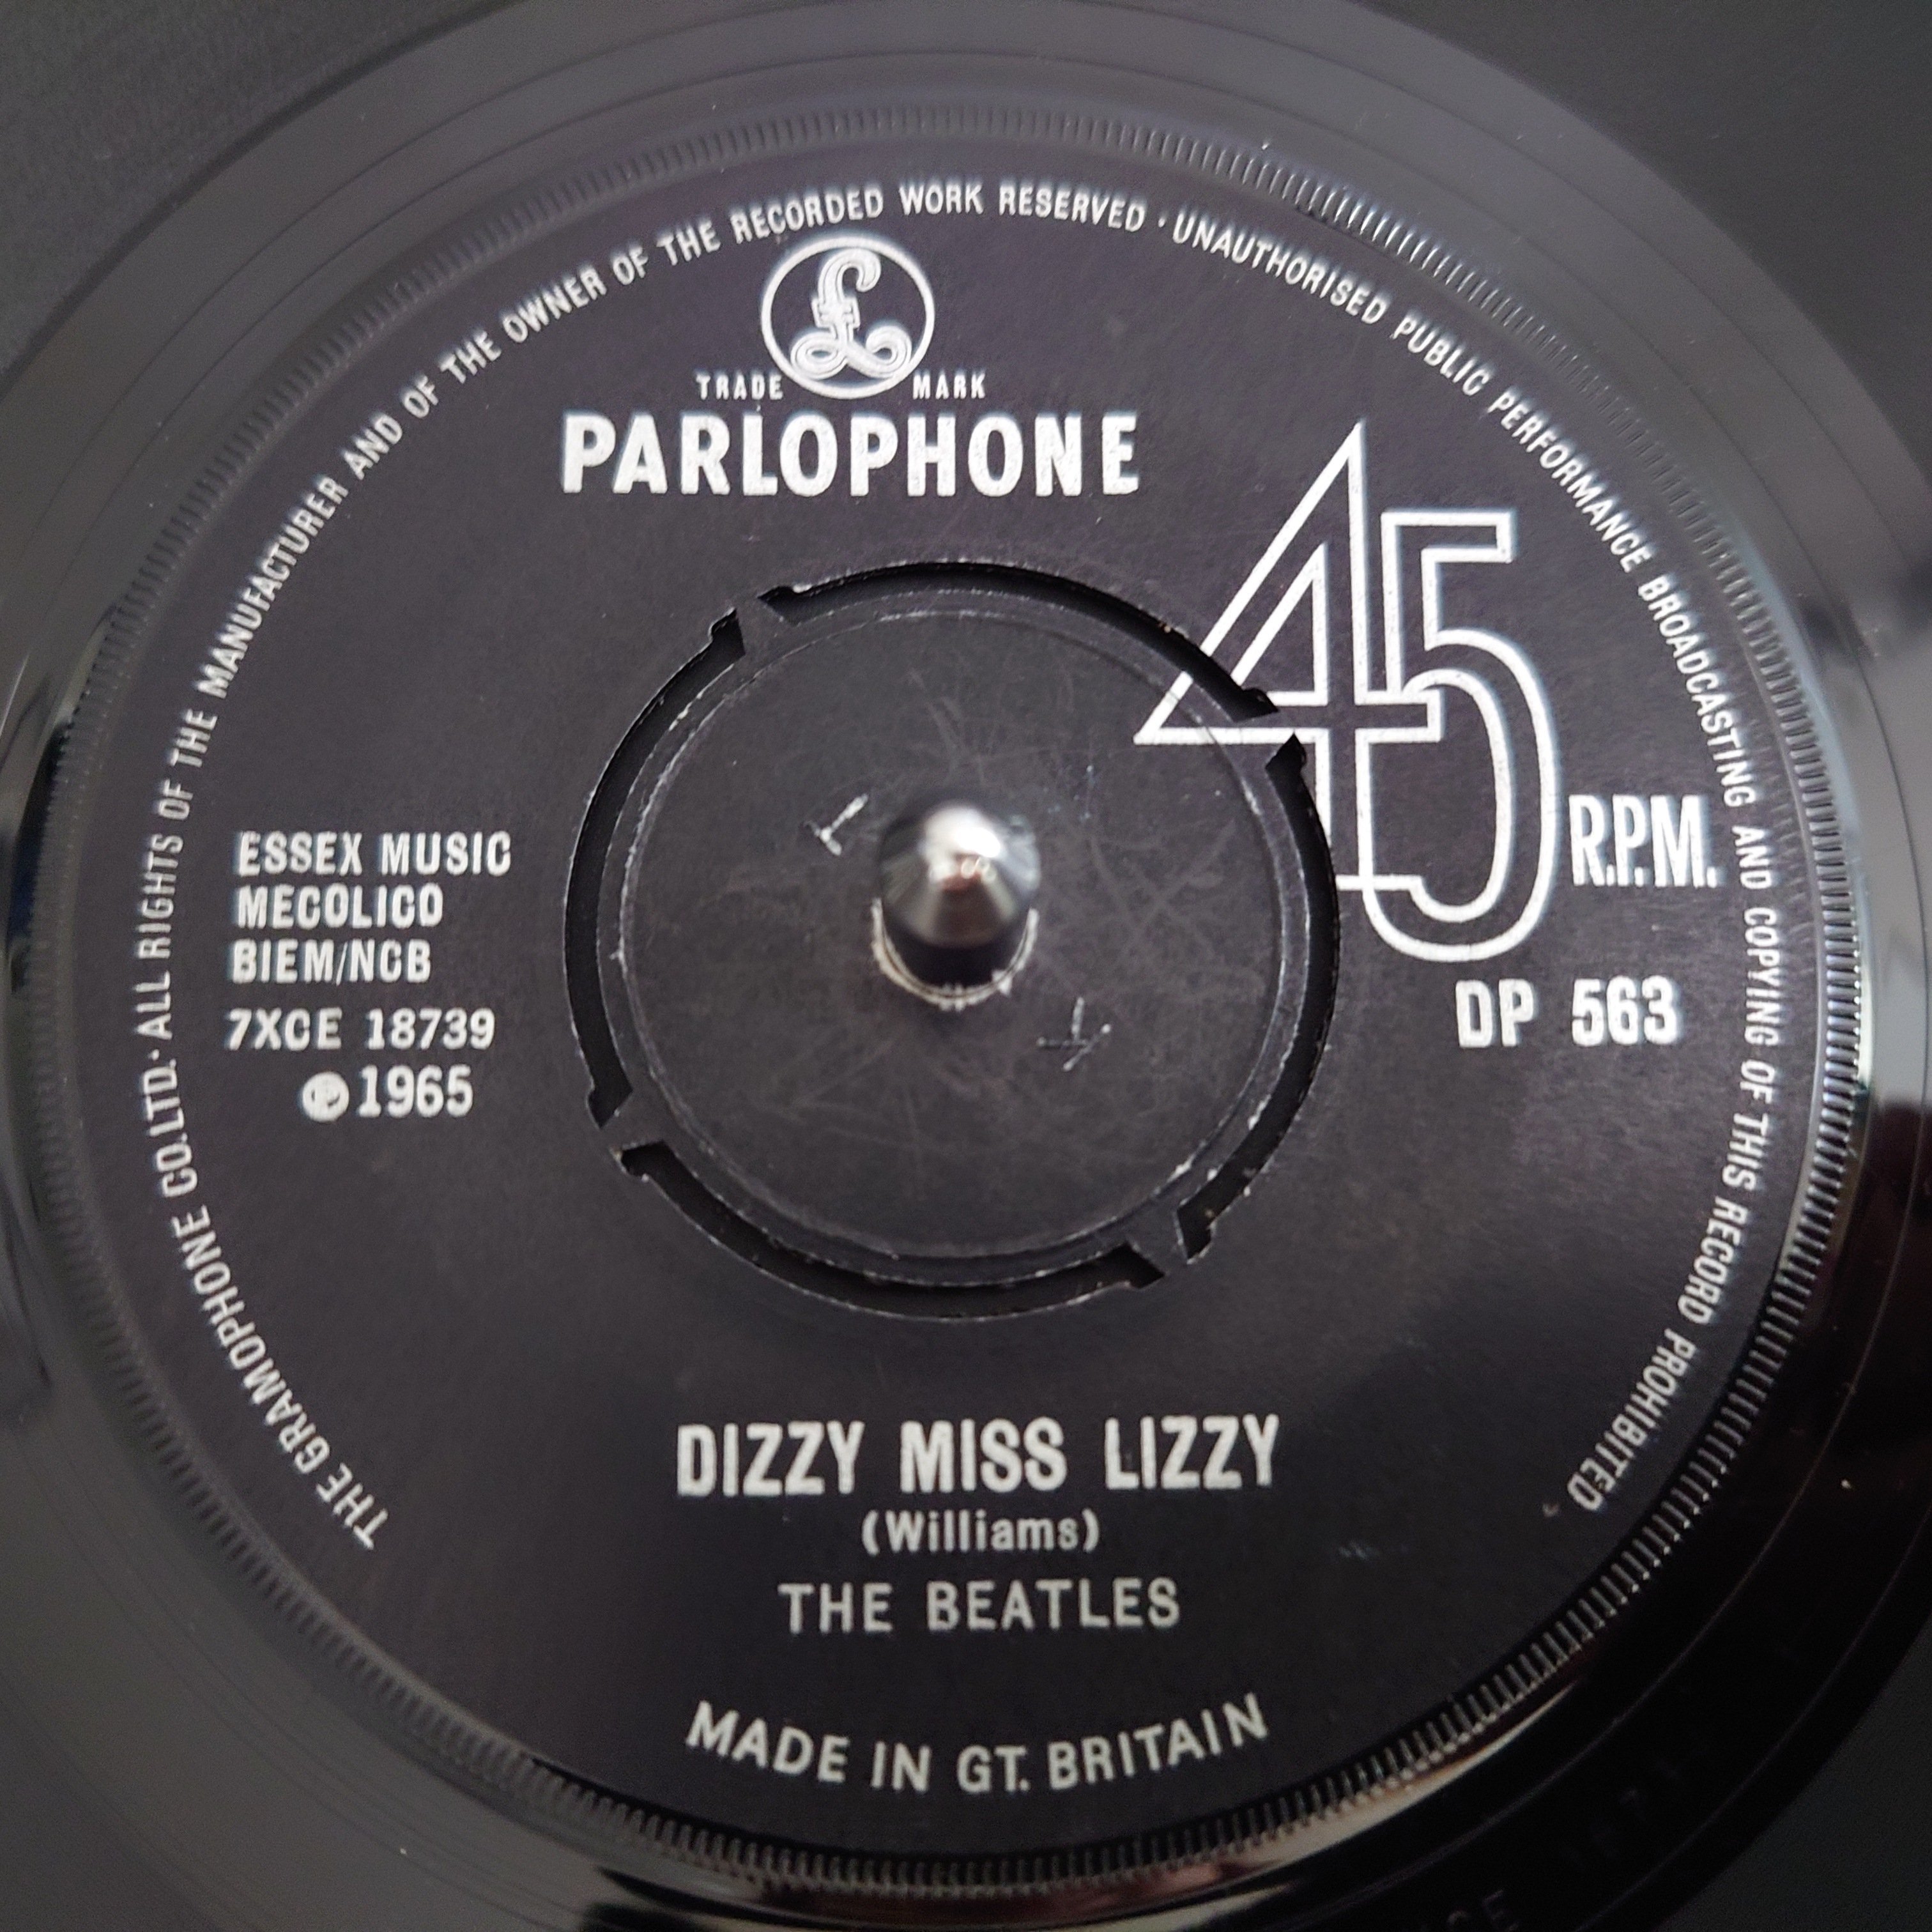 THE GRAMOPHONE CO.LTD. · ALL RIGHTS OF THE MANUFACTURER AND OF THE OWNER OF THE RECORDED WORK RESERVED · UNAUTHORISED PUBLIC PERFORMANCE BROADCASTING AND COPYING OF THIS RECORD PROHIBITED
£
TRADE MARK
PARLOPHONE
45 R.P.M.
ESSEX MUSIC
MECOLICO
BIEM/NCB
7XCE 18739
℗ 1965
DP 563
DIZZY MISS LIZZY
(Williams)
THE BEATLES
MADE IN GT. BRITAIN